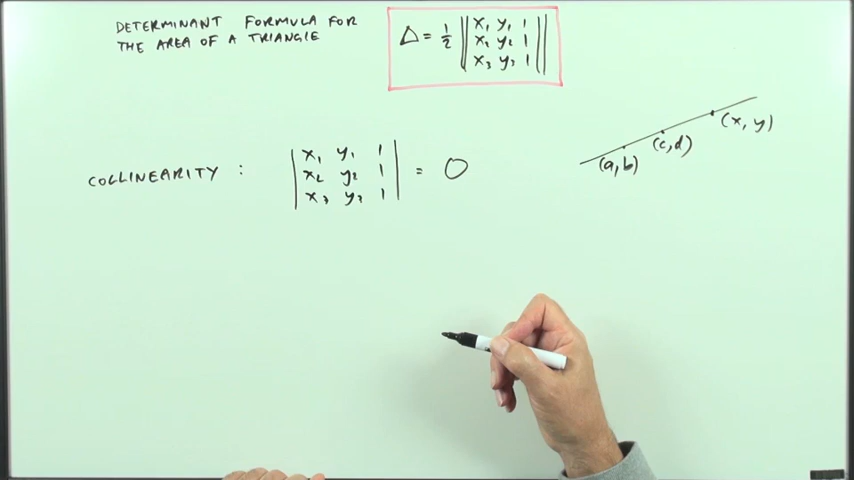 DETERMINANT FORMULA FOR
THE AREA OF A TRIANGLE
△ = 1/2 || x₁ y₁ 1
x₂ y₂ 1
x₃ y₃ 1 ||
COLLINEARITY : | x₁ y₁ 1
x₂ y₂ 1
x₃ y₃ 1 | = 0
(a, b) (c, d) (x, y)